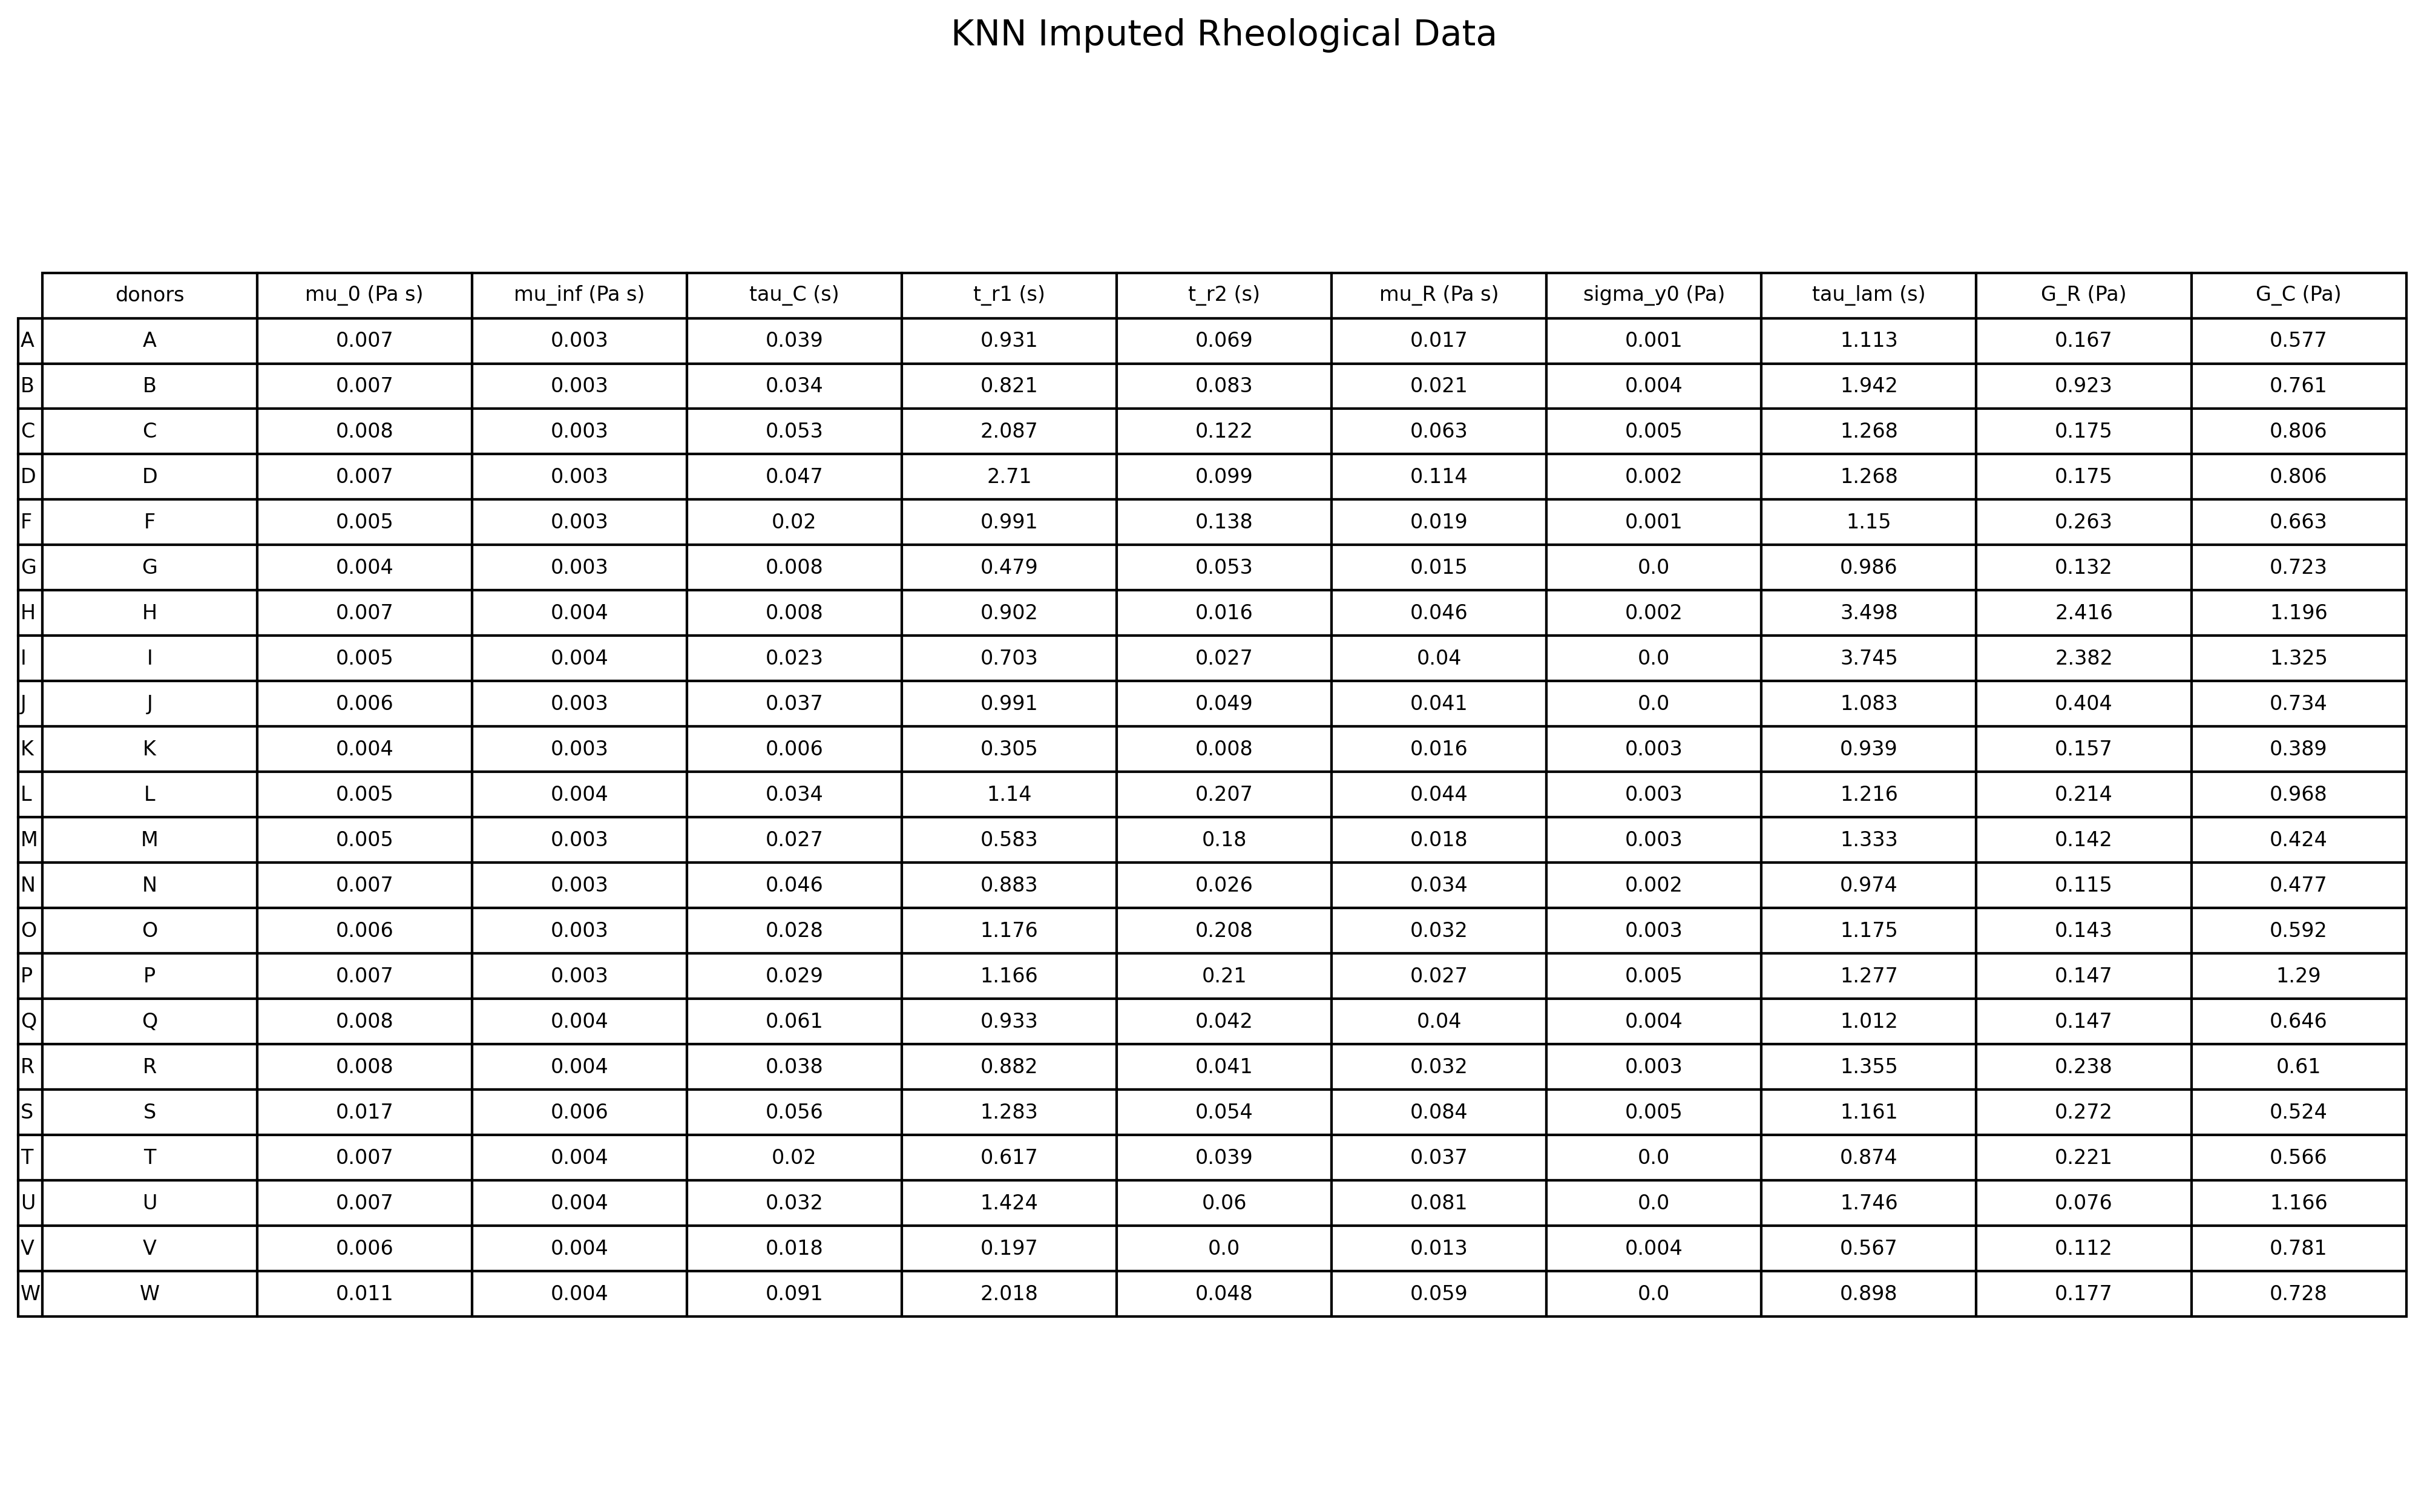 KNN Imputed Rheological Data
donors mu_0 (Pa s) mu_inf (Pa s) tau_C (s) t_r1 (s) t_r2 (s) mu_R (Pa s) sigma_y0 (Pa) tau_lam (s) G_R (Pa) G_C (Pa)
A A 0.007 0.003 0.039 0.931 0.069 0.017 0.001 1.113 0.167 0.577
B B 0.007 0.003 0.034 0.821 0.083 0.021 0.004 1.942 0.923 0.761
C C 0.008 0.003 0.053 2.087 0.122 0.063 0.005 1.268 0.175 0.806
D D 0.007 0.003 0.047 2.71 0.099 0.114 0.002 1.268 0.175 0.806
F F 0.005 0.003 0.02 0.991 0.138 0.019 0.001 1.15 0.263 0.663
G G 0.004 0.003 0.008 0.479 0.053 0.015 0.0 0.986 0.132 0.723
H H 0.007 0.004 0.008 0.902 0.016 0.046 0.002 3.498 2.416 1.196
I I 0.005 0.004 0.023 0.703 0.027 0.04 0.0 3.745 2.382 1.325
J J 0.006 0.003 0.037 0.991 0.049 0.041 0.0 1.083 0.404 0.734
K K 0.004 0.003 0.006 0.305 0.008 0.016 0.003 0.939 0.157 0.389
L L 0.005 0.004 0.034 1.14 0.207 0.044 0.003 1.216 0.214 0.968
M M 0.005 0.003 0.027 0.583 0.18 0.018 0.003 1.333 0.142 0.424
N N 0.007 0.003 0.046 0.883 0.026 0.034 0.002 0.974 0.115 0.477
O O 0.006 0.003 0.028 1.176 0.208 0.032 0.003 1.175 0.143 0.592
P P 0.007 0.003 0.029 1.166 0.21 0.027 0.005 1.277 0.147 1.29
Q Q 0.008 0.004 0.061 0.933 0.042 0.04 0.004 1.012 0.147 0.646
R R 0.008 0.004 0.038 0.882 0.041 0.032 0.003 1.355 0.238 0.61
S S 0.017 0.006 0.056 1.283 0.054 0.084 0.005 1.161 0.272 0.524
T T 0.007 0.004 0.02 0.617 0.039 0.037 0.0 0.874 0.221 0.566
U U 0.007 0.004 0.032 1.424 0.06 0.081 0.0 1.746 0.076 1.166
V V 0.006 0.004 0.018 0.197 0.0 0.013 0.004 0.567 0.112 0.781
W W 0.011 0.004 0.091 2.018 0.048 0.059 0.0 0.898 0.177 0.728